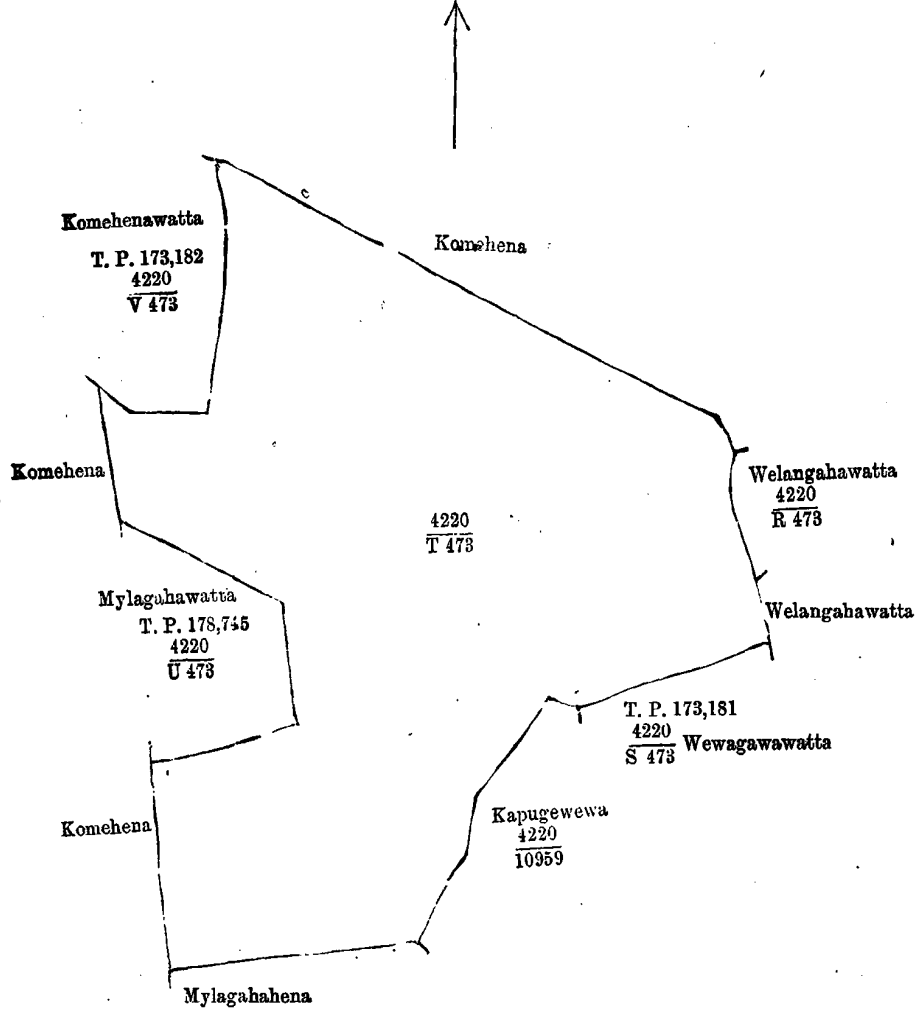 Komehenawatta
T. P. 173,182
4220
V 473
Komehena
Komehena
Welangahawatta
4220
R 473
4220
T 473
Mylagahawatta
T. P. 178,745
4220
U 473
Welangahawatta
T. P. 173,181
4220
S 473 Wewagawawatta
Kapugewewa
4220
10959
Komehena
Mylagahahena